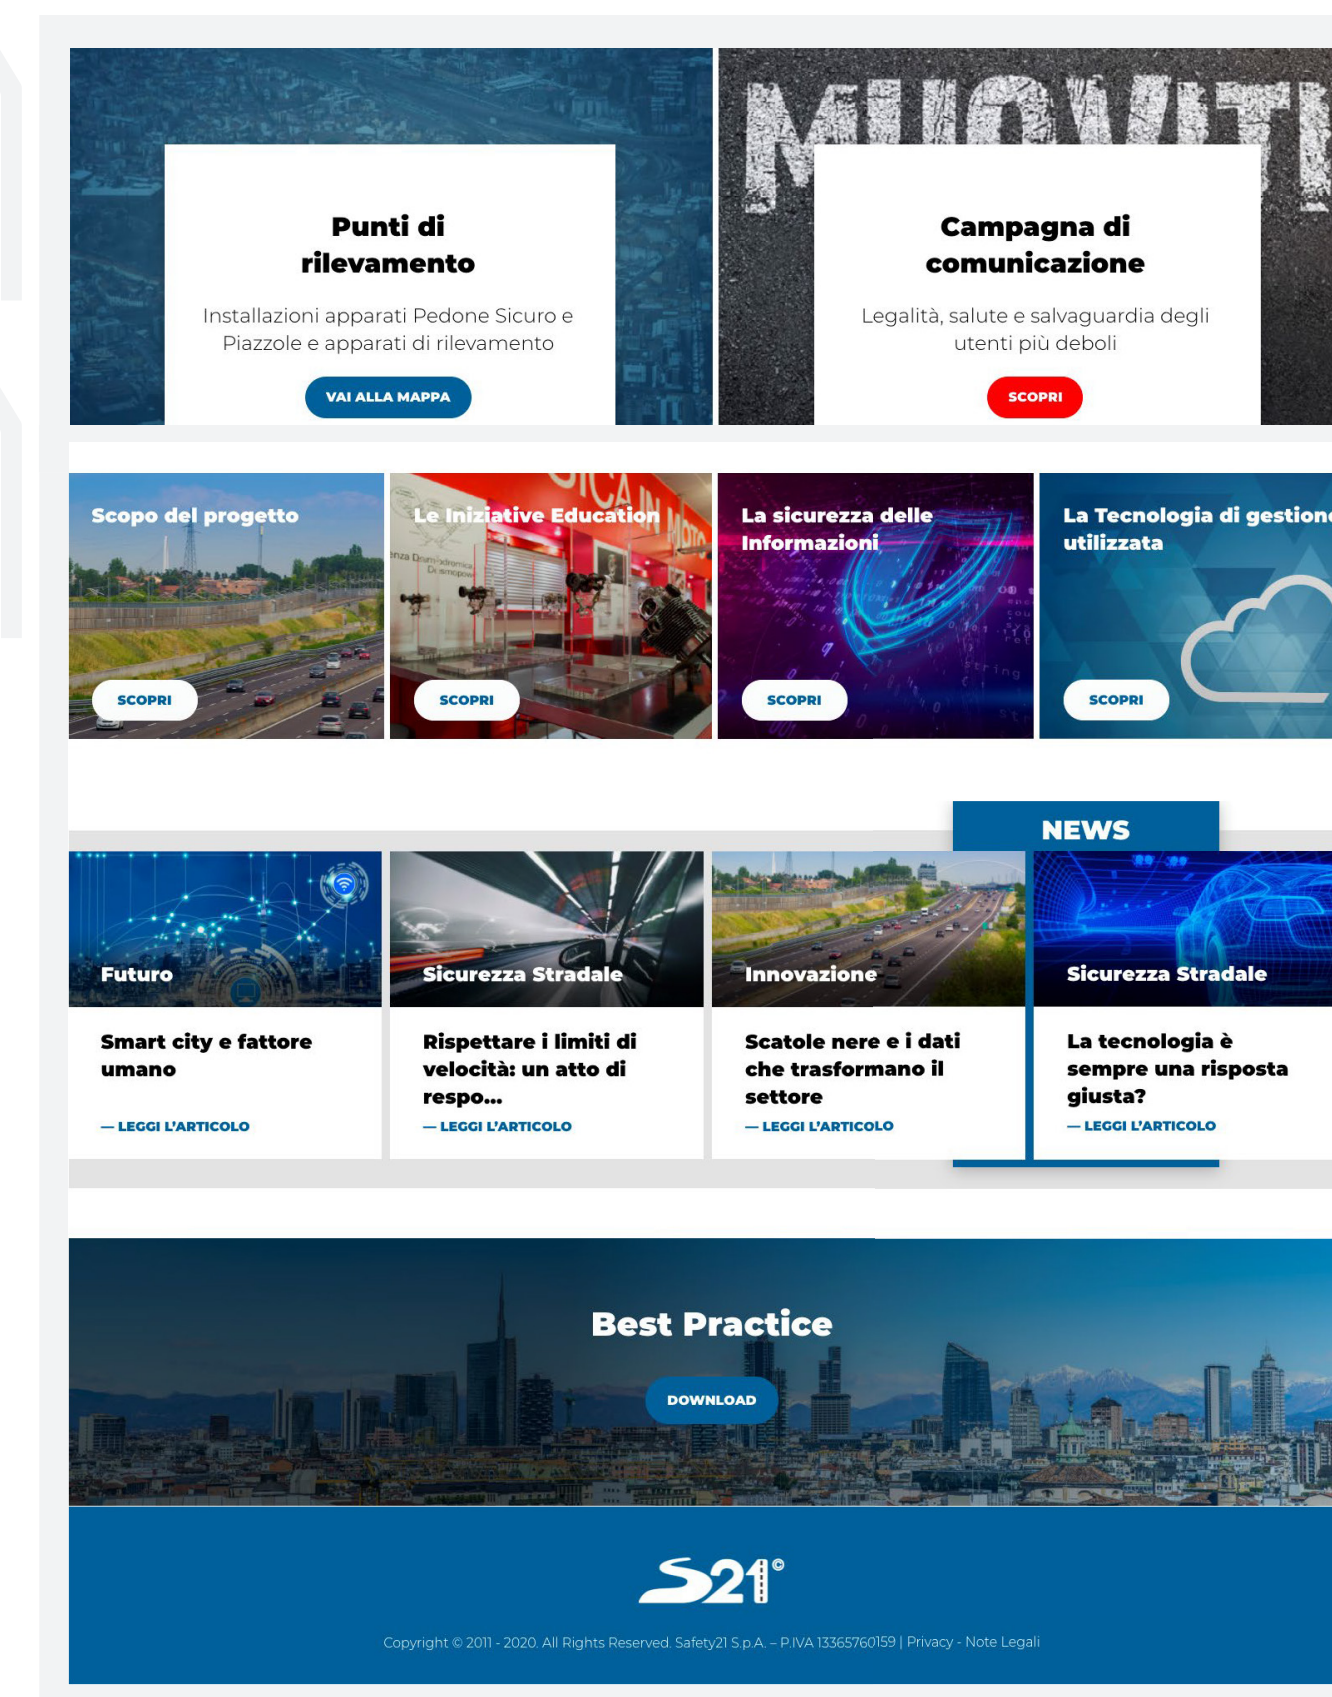 MUOVITI
Punti di
rilevamento
Installazioni apparati Pedone Sicuro e
Piazzole e apparati di rilevamento
VAI ALLA MAPPA
Campagna di
comunicazione
Legalità, salute e salvaguardia degli
utenti più deboli
SCOPRI
Scopo del progetto
SCOPRI
Le Iniziative Education
SCOPRI
La sicurezza delle
Informazioni
SCOPRI
La Tecnologia di gestione
utilizzata
SCOPRI
NEWS
Futuro
Smart city e fattore
umano
— LEGGI L'ARTICOLO
Sicurezza Stradale
Rispettare i limiti di
velocità: un atto di
respo...
— LEGGI L'ARTICOLO
Innovazione
Scatole nere e i dati
che trasformano il
settore
— LEGGI L'ARTICOLO
Sicurezza Stradale
La tecnologia è
sempre una risposta
giusta?
— LEGGI L'ARTICOLO
Best Practice
DOWNLOAD
S21©
Copyright © 2011 - 2020. All Rights Reserved. Safety21 S.p.A. – P.IVA 13365760159 | Privacy - Note Legali